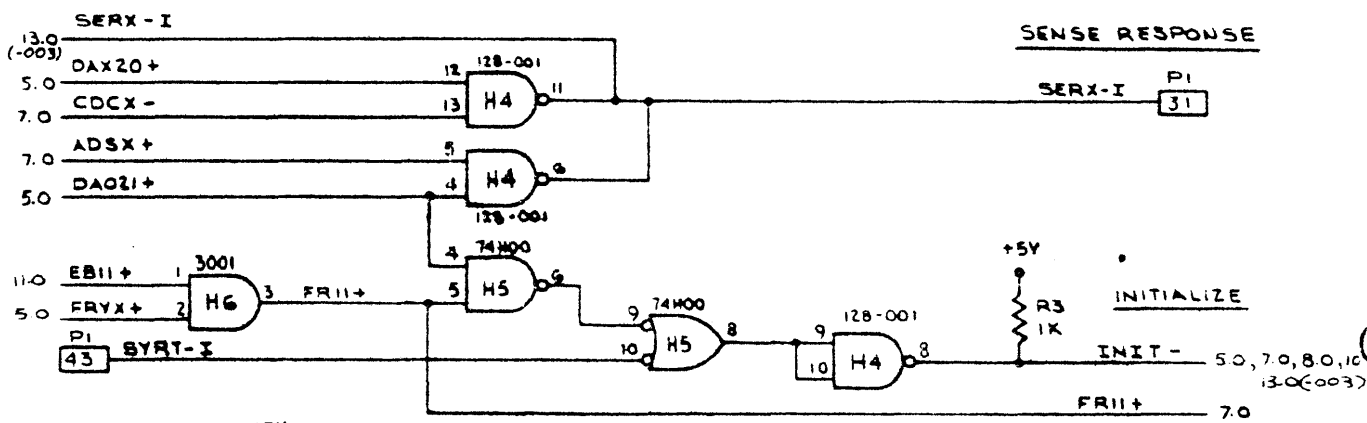 SERX-I
13.0
(-003)
SENSE RESPONSE
DAX20+
5.0
12
128-001
H4
11
P1
31
SERX-I
CDCX-
7.0
13
ADSX+
7.0
5
H4
6
DA021+
5.0
4
128-001
4
74H00
H5
6
5
+5V
EB11+
11.0
1
3001
H6
3
FR11+
FRYX+
5.0
2
R3
1K
INITIALIZE
74H00
9
H5
8
10
128-001
9
H4
8
10
P1
43
SYRT-I
INIT-
5.0, 7.0, 8.0, 10
13.0(-003)
FR11+
7.0